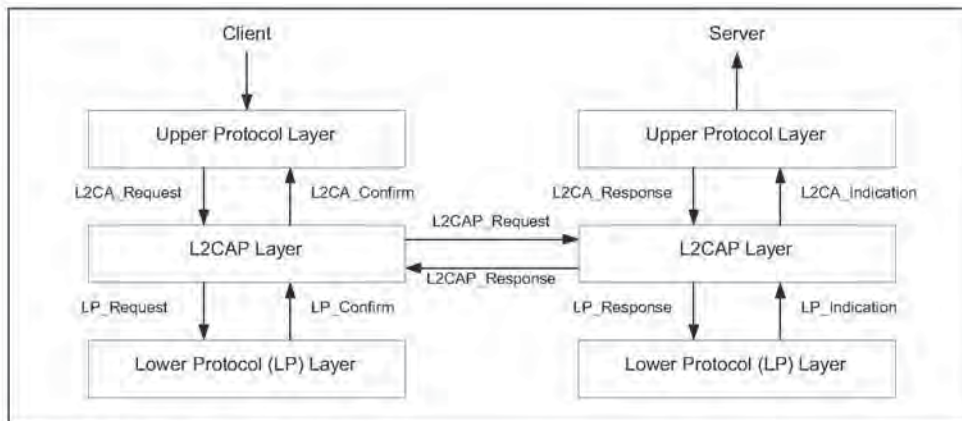 Client
Server
Upper Protocol Layer
Upper Protocol Layer
L2CA_Request
L2CA_Confirm
L2CA_Response
L2CA_Indication
L2CAP_Request
L2CAP Layer
L2CAP Layer
L2CAP_Response
LP_Request
LP_Confirm
LP_Response
LP_Indication
Lower Protocol (LP) Layer
Lower Protocol (LP) Layer